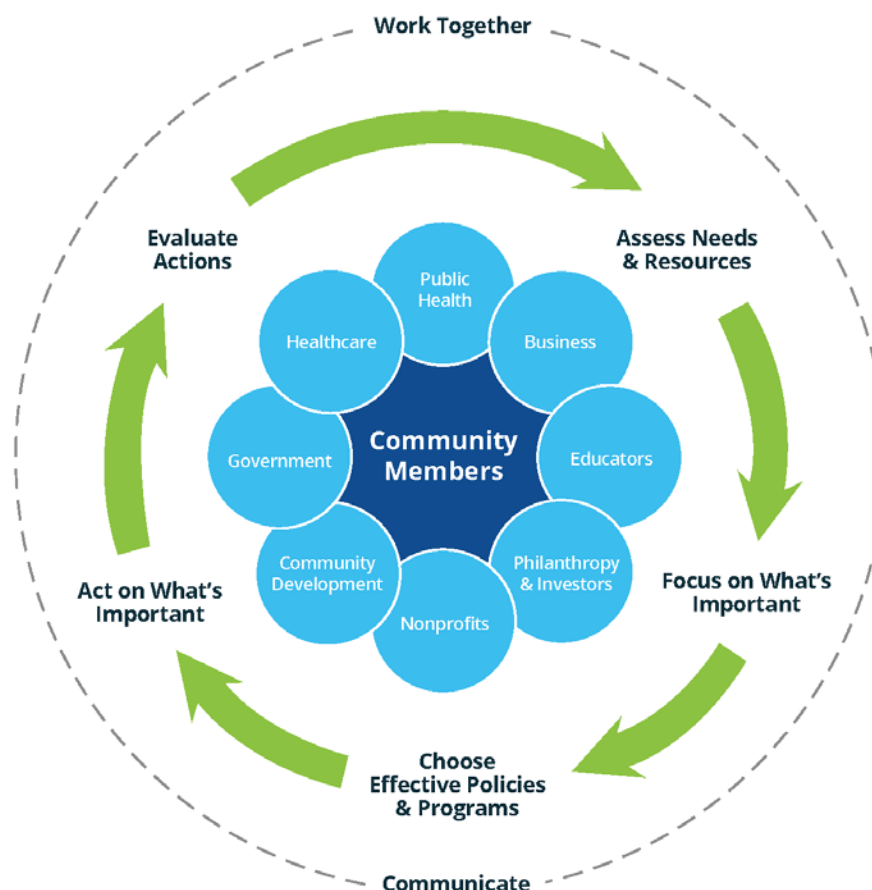 Work Together
Evaluate
Actions
Assess Needs
& Resources
Public
Health
Healthcare
Business
Government
Community
Members
Educators
Community
Development
Philanthropy
& Investors
Nonprofits
Act on What's
Important
Focus on What's
Important
Choose
Effective Policies
& Programs
Communicate